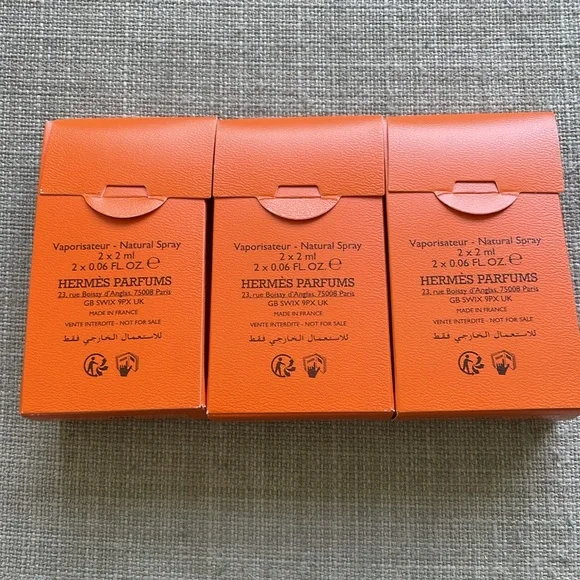 Vaporisateur - Natural Spray
2 x 2 ml
2 x 0.06 FL. OZ. ℮
HERMÈS PARFUMS
23, rue Boissy d'Anglas, 75008 Paris
GB SWIX 9PX UK
MADE IN FRANCE
VENTE INTERDITE - NOT FOR SALE
للاستعمال الخارجي فقط
Vaporisateur - Natural Spray
2 x 2 ml
2 x 0.06 FL. OZ. ℮
HERMÈS PARFUMS
23, rue Boissy d'Anglas, 75008 Paris
GB SWIX 9PX UK
MADE IN FRANCE
VENTE INTERDITE - NOT FOR SALE
للاستعمال الخارجي فقط
Vaporisateur - Natural Spray
2 x 2 ml
2 x 0.06 FL. OZ. ℮
HERMÈS PARFUMS
23, rue Boissy d'Anglas, 75008 Paris
GB SWIX 9PX UK
MADE IN FRANCE
VENTE INTERDITE - NOT FOR SALE
للاستعمال الخارجي فقط